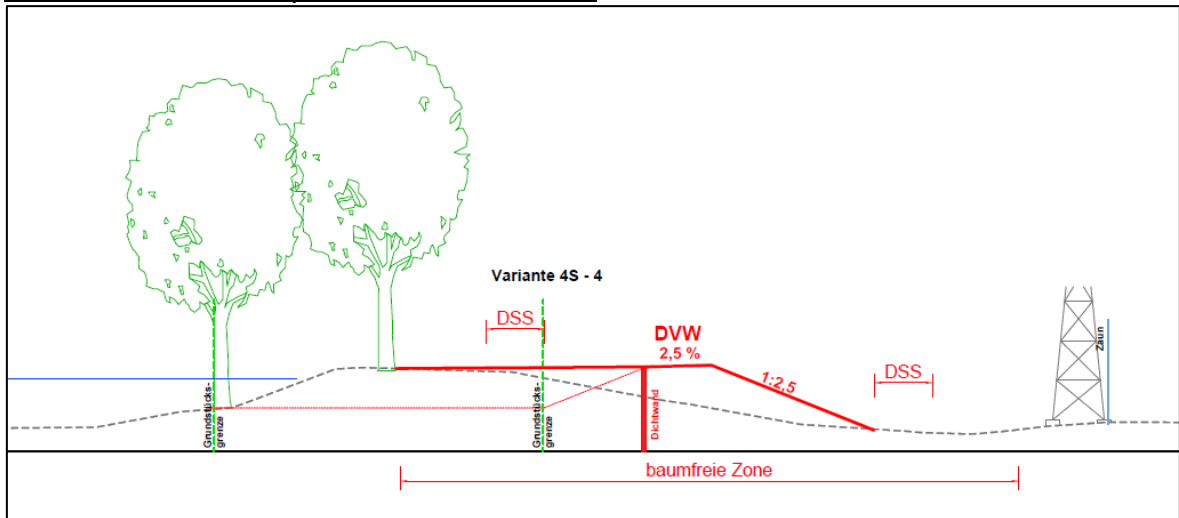 Variante 4S - 4
DSS
DVW
2,5 %
1:2,5
DSS
Zaun
Grundstücks-
grenze
Grundstücks-
grenze
Dichtwand
baumfreie Zone